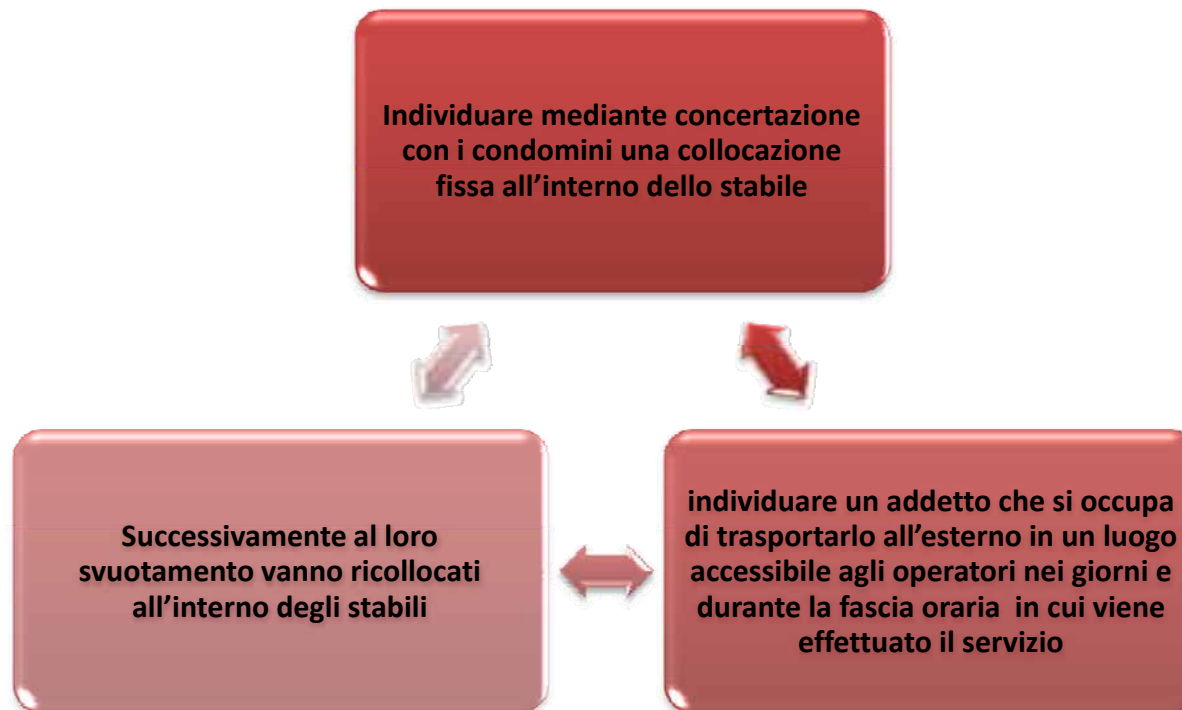 Individuare mediante concertazione
con i condomini una collocazione
fissa all’interno dello stabile
Successivamente al loro
svuotamento vanno ricollocati
all’interno degli stabili
individuare un addetto che si occupa
di trasportarlo all’esterno in un luogo
accessibile agli operatori nei giorni e
durante la fascia oraria in cui viene
effettuato il servizio